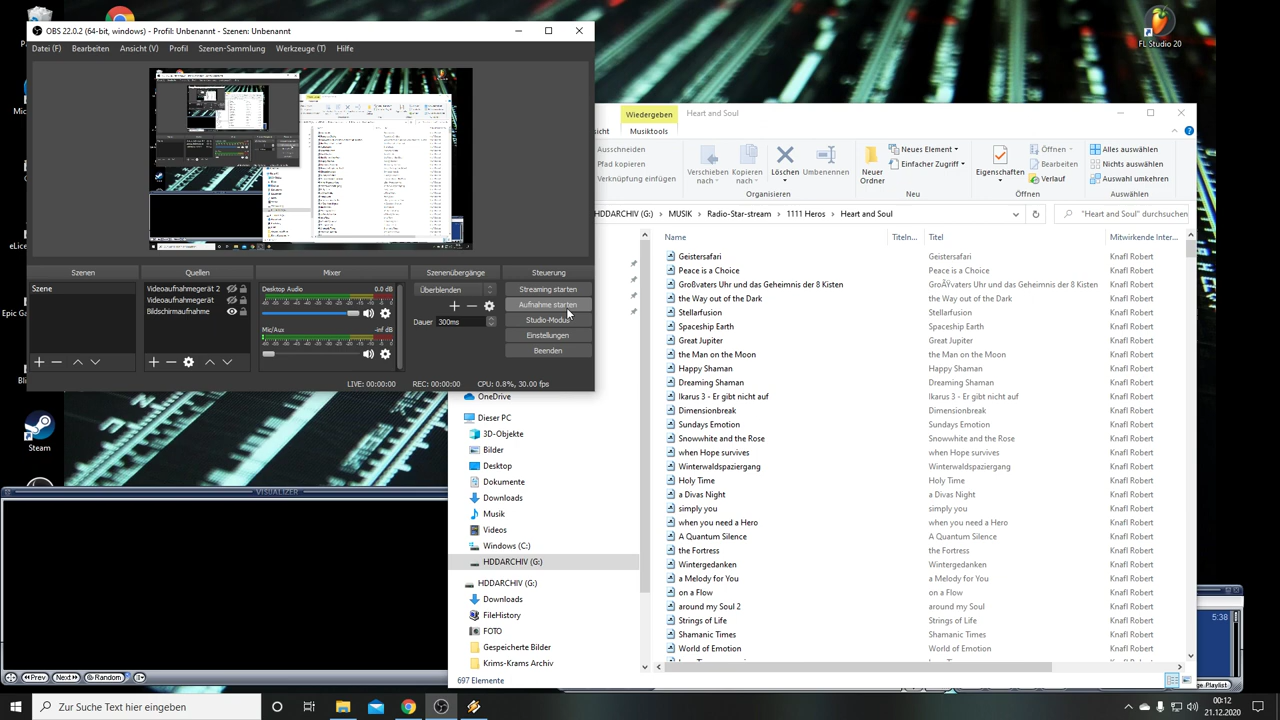 OBS 22.0.2 (64-bit, windows) - Profil: Unbenannt - Szenen: Unbenannt
Datei (F) Bearbeiten Ansicht (V) Profil Szenen-Sammlung Werkzeuge (T) Hilfe
FL Studio 20
Szenen Quellen Mixer Szenenübergänge Steuerung
Szene
Videoaufnahmegerät 2
Videoaufnahmegerät
Bildschirmaufnahme
Desktop Audio 0.0 dB
Mic/Aux -inf dB
Überblenden
Dauer 300ms
Streaming starten
Aufnahme starten
Studio-Modus
Einstellungen
Beenden
LIVE: 00:00:00 REC: 00:00:00 CPU: 0.8%, 30.00 fps
Steam
Wiedergeben Heart and Soul
Musiktools
Ausschneiden
Pfad kopieren
Verknüpfung einfügen
Verschieben nach
Kopieren nach
Löschen
Umbenennen
Organisieren
Neuer Ordner
Neues Element
Einfacher Zugriff
Neu
Eigenschaften
Öffnen
Bearbeiten
Verlauf
Öffnen
Alles auswählen
Nichts auswählen
Auswahl umkehren
Auswählen
HDDARCHIV (G:) MUSIK Radio-Star-stream 1111 Heros Heart and Soul
"Heart and Soul" durchsuchen
Name Titeln... Titel Mitwirkende Inter...
Geistersafari Geistersafari Knafl Robert
Peace is a Choice Peace is a Choice Knafl Robert
Großvaters Uhr und das Geheimnis der 8 Kisten GroÃŸvaters Uhr und das Geheimnis der 8 Kisten Knafl Robert
the Way out of the Dark the Way out of the Dark Knafl Robert
Stellarfusion Stellarfusion Knafl Robert
Spaceship Earth Spaceship Earth Knafl Robert
Great Jupiter Great Jupiter Knafl Robert
the Man on the Moon the Man on the Moon Knafl Robert
Happy Shaman Happy Shaman Knafl Robert
Dreaming Shaman Dreaming Shaman Knafl Robert
Ikarus 3 - Er gibt nicht auf Ikarus 3 - Er gibt nicht auf Knafl Robert
Dimensionbreak Dimensionbreak Knafl Robert
Sundays Emotion Sundays Emotion Knafl Robert
Snowwhite and the Rose Snowwhite and the Rose Knafl Robert
when Hope survives when Hope survives Knafl Robert
Winterwaldspaziergang Winterwaldspaziergang Knafl Robert
Holy Time Holy Time Knafl Robert
a Divas Night a Divas Night Knafl Robert
simply you simply you Knafl Robert
when you need a Hero when you need a Hero Knafl Robert
A Quantum Silence A Quantum Silence Knafl Robert
the Fortress the Fortress Knafl Robert
Wintergedanken Wintergedanken Knafl Robert
a Melody for You a Melody for You Knafl Robert
on a Flow on a Flow Knafl Robert
around my Soul 2 around my Soul Knafl Robert
Strings of Life Strings of Life Knafl Robert
Shamanic Times Shamanic Times Knafl Robert
World of Emotion World of Emotion Knafl Robert
OneDrive
Dieser PC
3D-Objekte
Bilder
Desktop
Dokumente
Downloads
Musik
Videos
Windows (C:)
HDDARCHIV (G:)
HDDARCHIV (G:)
Downloads
FileHistory
FOTO
Gespeicherte Bilder
Krims-Krams Archiv
697 Elemente
VISUALIZER
Prev Next Random
5:38
Zur Suche Text hier eingeben
00:12
21.12.2020